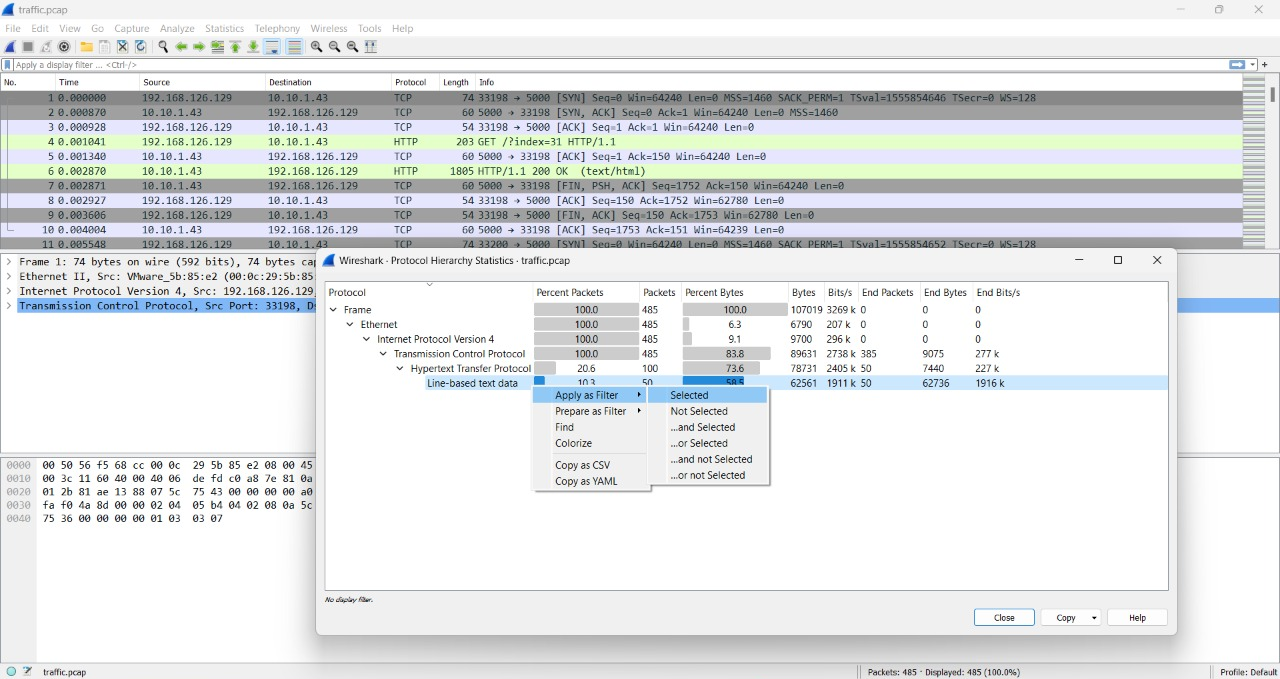 traffic.pcap
File Edit View Go Capture Analyze Statistics Telephony Wireless Tools Help
Apply a display filter ... <Ctrl-/>
No. Time Source Destination Protocol Length Info
1 0.000000 192.168.126.129 10.10.1.43 TCP 74 33198 → 5000 [SYN] Seq=0 Win=64240 Len=0 MSS=1460 SACK_PERM=1 TSval=1555854646 TSecr=0 WS=128
2 0.000870 10.10.1.43 192.168.126.129 TCP 60 5000 → 33198 [SYN, ACK] Seq=0 Ack=1 Win=64240 Len=0 MSS=1460
3 0.000928 192.168.126.129 10.10.1.43 TCP 54 33198 → 5000 [ACK] Seq=1 Ack=1 Win=64240 Len=0
4 0.001041 192.168.126.129 10.10.1.43 HTTP 203 GET /?index=31 HTTP/1.1
5 0.001340 10.10.1.43 192.168.126.129 TCP 60 5000 → 33198 [ACK] Seq=1 Ack=150 Win=64240 Len=0
6 0.002870 10.10.1.43 192.168.126.129 HTTP 1805 HTTP/1.1 200 OK (text/html)
7 0.002871 10.10.1.43 192.168.126.129 TCP 60 5000 → 33198 [FIN, PSH, ACK] Seq=1752 Ack=150 Win=64240 Len=0
8 0.002927 192.168.126.129 10.10.1.43 TCP 54 33198 → 5000 [ACK] Seq=150 Ack=1752 Win=62780 Len=0
9 0.003606 192.168.126.129 10.10.1.43 TCP 54 33198 → 5000 [FIN, ACK] Seq=150 Ack=1753 Win=62780 Len=0
10 0.004004 10.10.1.43 192.168.126.129 TCP 60 5000 → 33198 [ACK] Seq=1753 Ack=151 Win=64239 Len=0
11 0.005548 192.168.126.129 10.10.1.43 TCP 74 33200 → 5000 [SYN] Seq=0 Win=64240 Len=0 MSS=1460 SACK_PERM=1 TSval=1555854652 TSecr=0 WS=128
Frame 1: 74 bytes on wire (592 bits), 74 bytes cap
Ethernet II, Src: VMware_5b:85:e2 (00:0c:29:5b:85
Internet Protocol Version 4, Src: 192.168.126.129,
Transmission Control Protocol, Src Port: 33198, Ds
0000 00 50 56 f5 68 cc 00 0c 29 5b 85 e2 08 00 45
0010 00 3c 11 60 40 00 40 06 de fd c0 a8 7e 81 0a
0020 01 2b 81 ae 13 88 07 5c 75 43 00 00 00 00 a0
0030 fa f0 4a 8d 00 00 02 04 05 b4 04 02 08 0a 5c
0040 75 36 00 00 00 00 01 03 03 07
Wireshark · Protocol Hierarchy Statistics · traffic.pcap
Protocol Percent Packets Packets Percent Bytes Bytes Bits/s End Packets End Bytes End Bits/s
Frame 100.0 485 100.0 107019 3269 k 0 0 0
Ethernet 100.0 485 6.3 6790 207 k 0 0 0
Internet Protocol Version 4 100.0 485 9.1 9700 296 k 0 0 0
Transmission Control Protocol 100.0 485 83.8 89631 2738 k 385 9075 277 k
Hypertext Transfer Protocol 20.6 100 73.6 78731 2405 k 50 7440 227 k
Line-based text data 10.3 50 58.5 62561 1911 k 50 62736 1916 k
Apply as Filter
Prepare as Filter
Find
Colorize
Copy as CSV
Copy as YAML
Selected
Not Selected
...and Selected
...or Selected
...and not Selected
...or not Selected
No display filter.
Close Copy Help
traffic.pcap Packets: 485 · Displayed: 485 (100.0%) Profile: Default